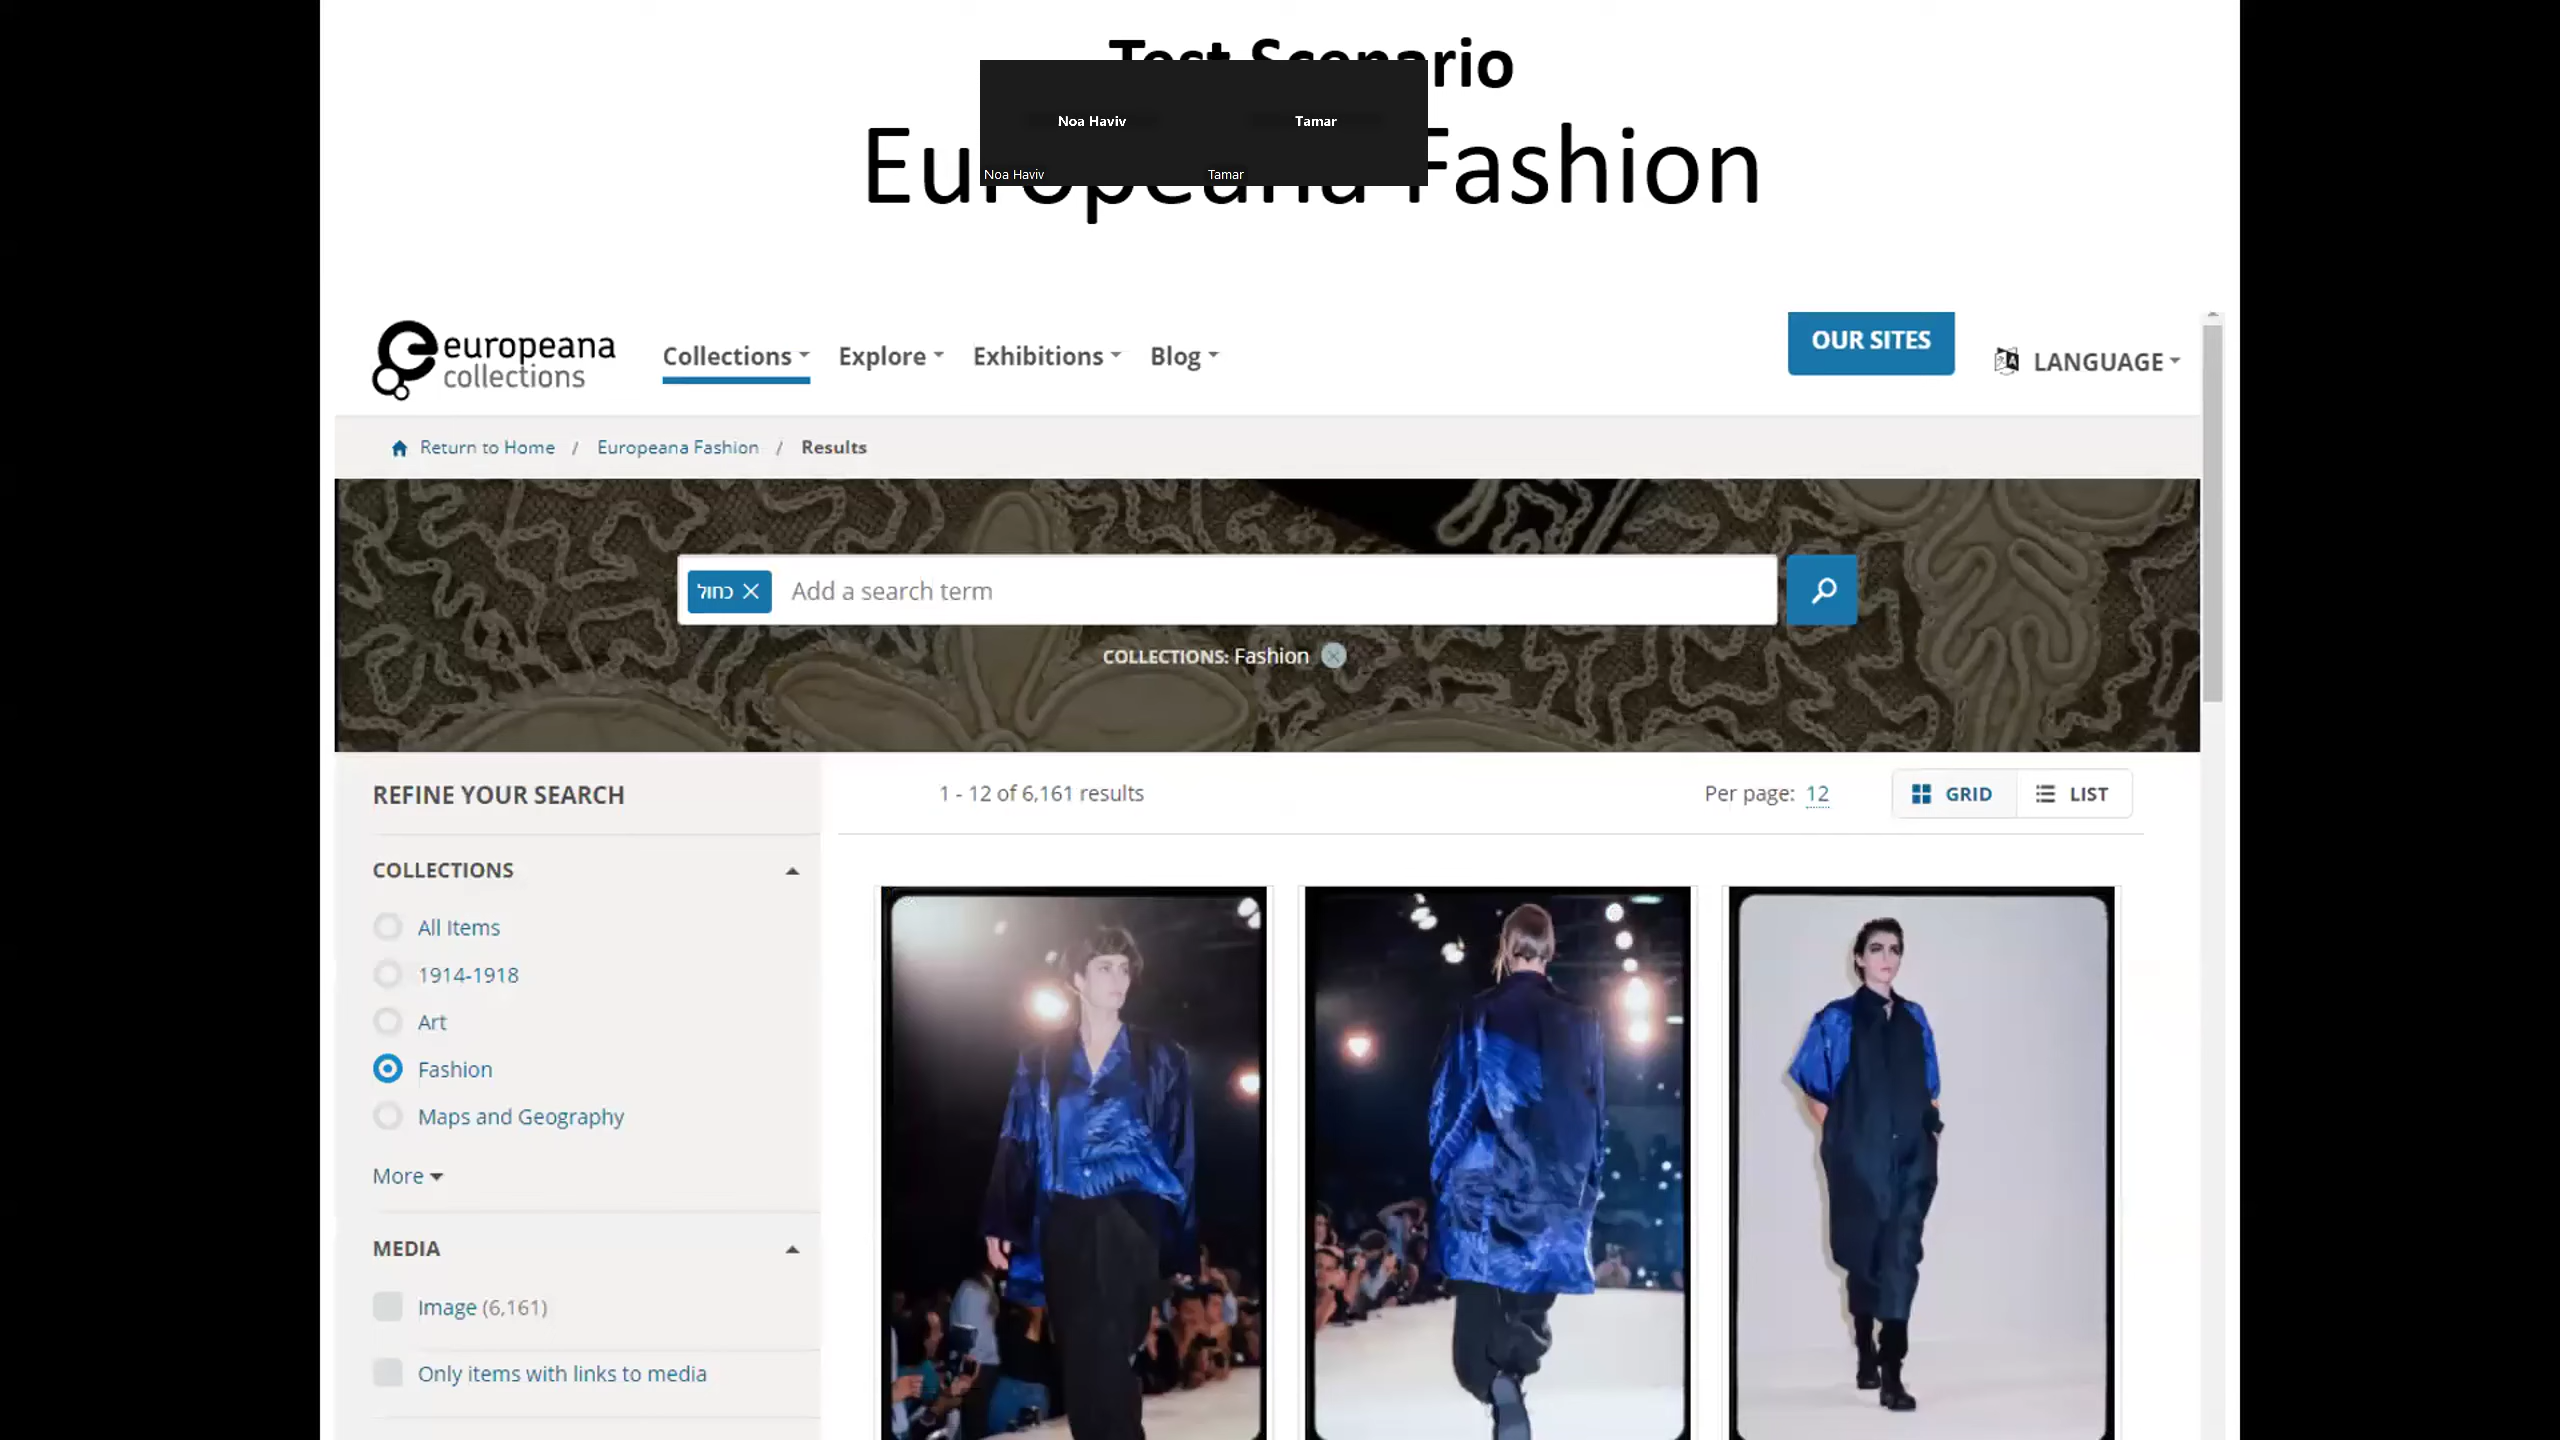 Test Scenario
Noa Haviv
Tamar
Noa Haviv
Tamar
Europeana Fashion
europeana
collections
Collections
Explore
Exhibitions
Blog
OUR SITES
LANGUAGE
Return to Home / Europeana Fashion / Results
כחול
Add a search term
COLLECTIONS: Fashion
REFINE YOUR SEARCH
1 - 12 of 6,161 results
Per page: 12
GRID
LIST
COLLECTIONS
All Items
1914-1918
Art
Fashion
Maps and Geography
More
MEDIA
Image (6,161)
Only items with links to media